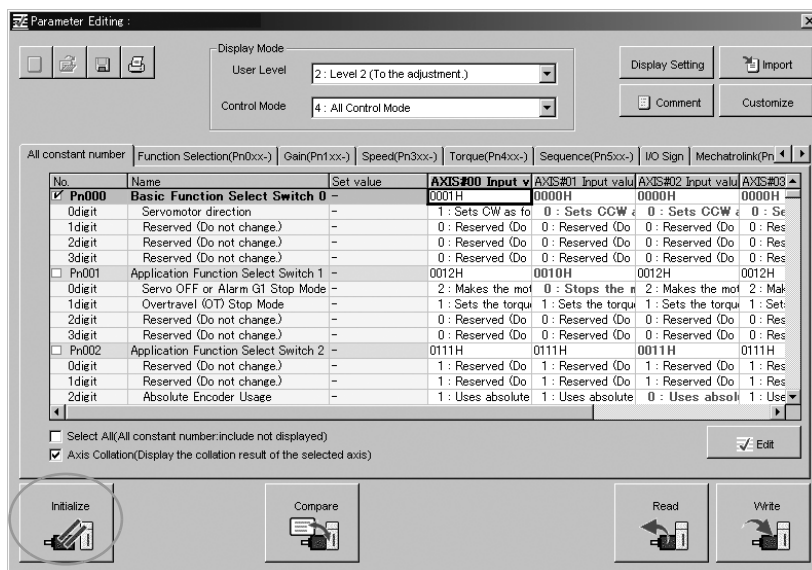 Parameter Editing :
Display Mode
User Level 2 : Level 2 (To the adjustment.)
Control Mode 4 : All Control Mode
Display Setting Import
Comment Customize
All constant number Function Selection(Pn0xx-) Gain(Pn1xx-) Speed(Pn3xx-) Torque(Pn4xx-) Sequence(Pn5xx-) I/O Sign Mechatrolink(Pn
No. Name Set value AXIS#00 Input v AXIS#01 Input valu AXIS#02 Input valu AXIS#03
Pn000 Basic Function Select Switch 0 - 0001H 0000H 0000H 0000H
0digit Servomotor direction - 1 : Sets CW as fo 0 : Sets CCW 0 : Sets CCW 0 : Se
1digit Reserved (Do not change.) - 0 : Reserved (Do 0 : Reserved (Do 0 : Reserved (Do 0 : Res
2digit Reserved (Do not change.) - 0 : Reserved (Do 0 : Reserved (Do 0 : Reserved (Do 0 : Res
3digit Reserved (Do not change.) - 0 : Reserved (Do 0 : Reserved (Do 0 : Reserved (Do 0 : Res
Pn001 Application Function Select Switch 1 - 0012H 0010H 0012H 0012H
0digit Servo OFF or Alarm G1 Stop Mode - 2 : Makes the mot 0 : Stops the 2 : Makes the mot 2 : Mak
1digit Overtravel (OT) Stop Mode - 1 : Sets the torqu 1 : Sets the torqu 1 : Sets the torqu 1 : Set
2digit Reserved (Do not change.) - 0 : Reserved (Do 0 : Reserved (Do 0 : Reserved (Do 0 : Res
3digit Reserved (Do not change.) - 0 : Reserved (Do 0 : Reserved (Do 0 : Reserved (Do 0 : Res
Pn002 Application Function Select Switch 2 - 0111H 0111H 0011H 0111H
0digit Reserved (Do not change.) - 1 : Reserved (Do 1 : Reserved (Do 1 : Reserved (Do 1 : Res
1digit Reserved (Do not change.) - 1 : Reserved (Do 1 : Reserved (Do 1 : Reserved (Do 1 : Res
2digit Absolute Encoder Usage - 1 : Uses absolute 1 : Uses absolute 0 : Uses absol 1 : Use
Select All(All constant number:include not displayed)
Axis Collation(Display the collation result of the selected axis)
Edit
Initialize Compare Read Write